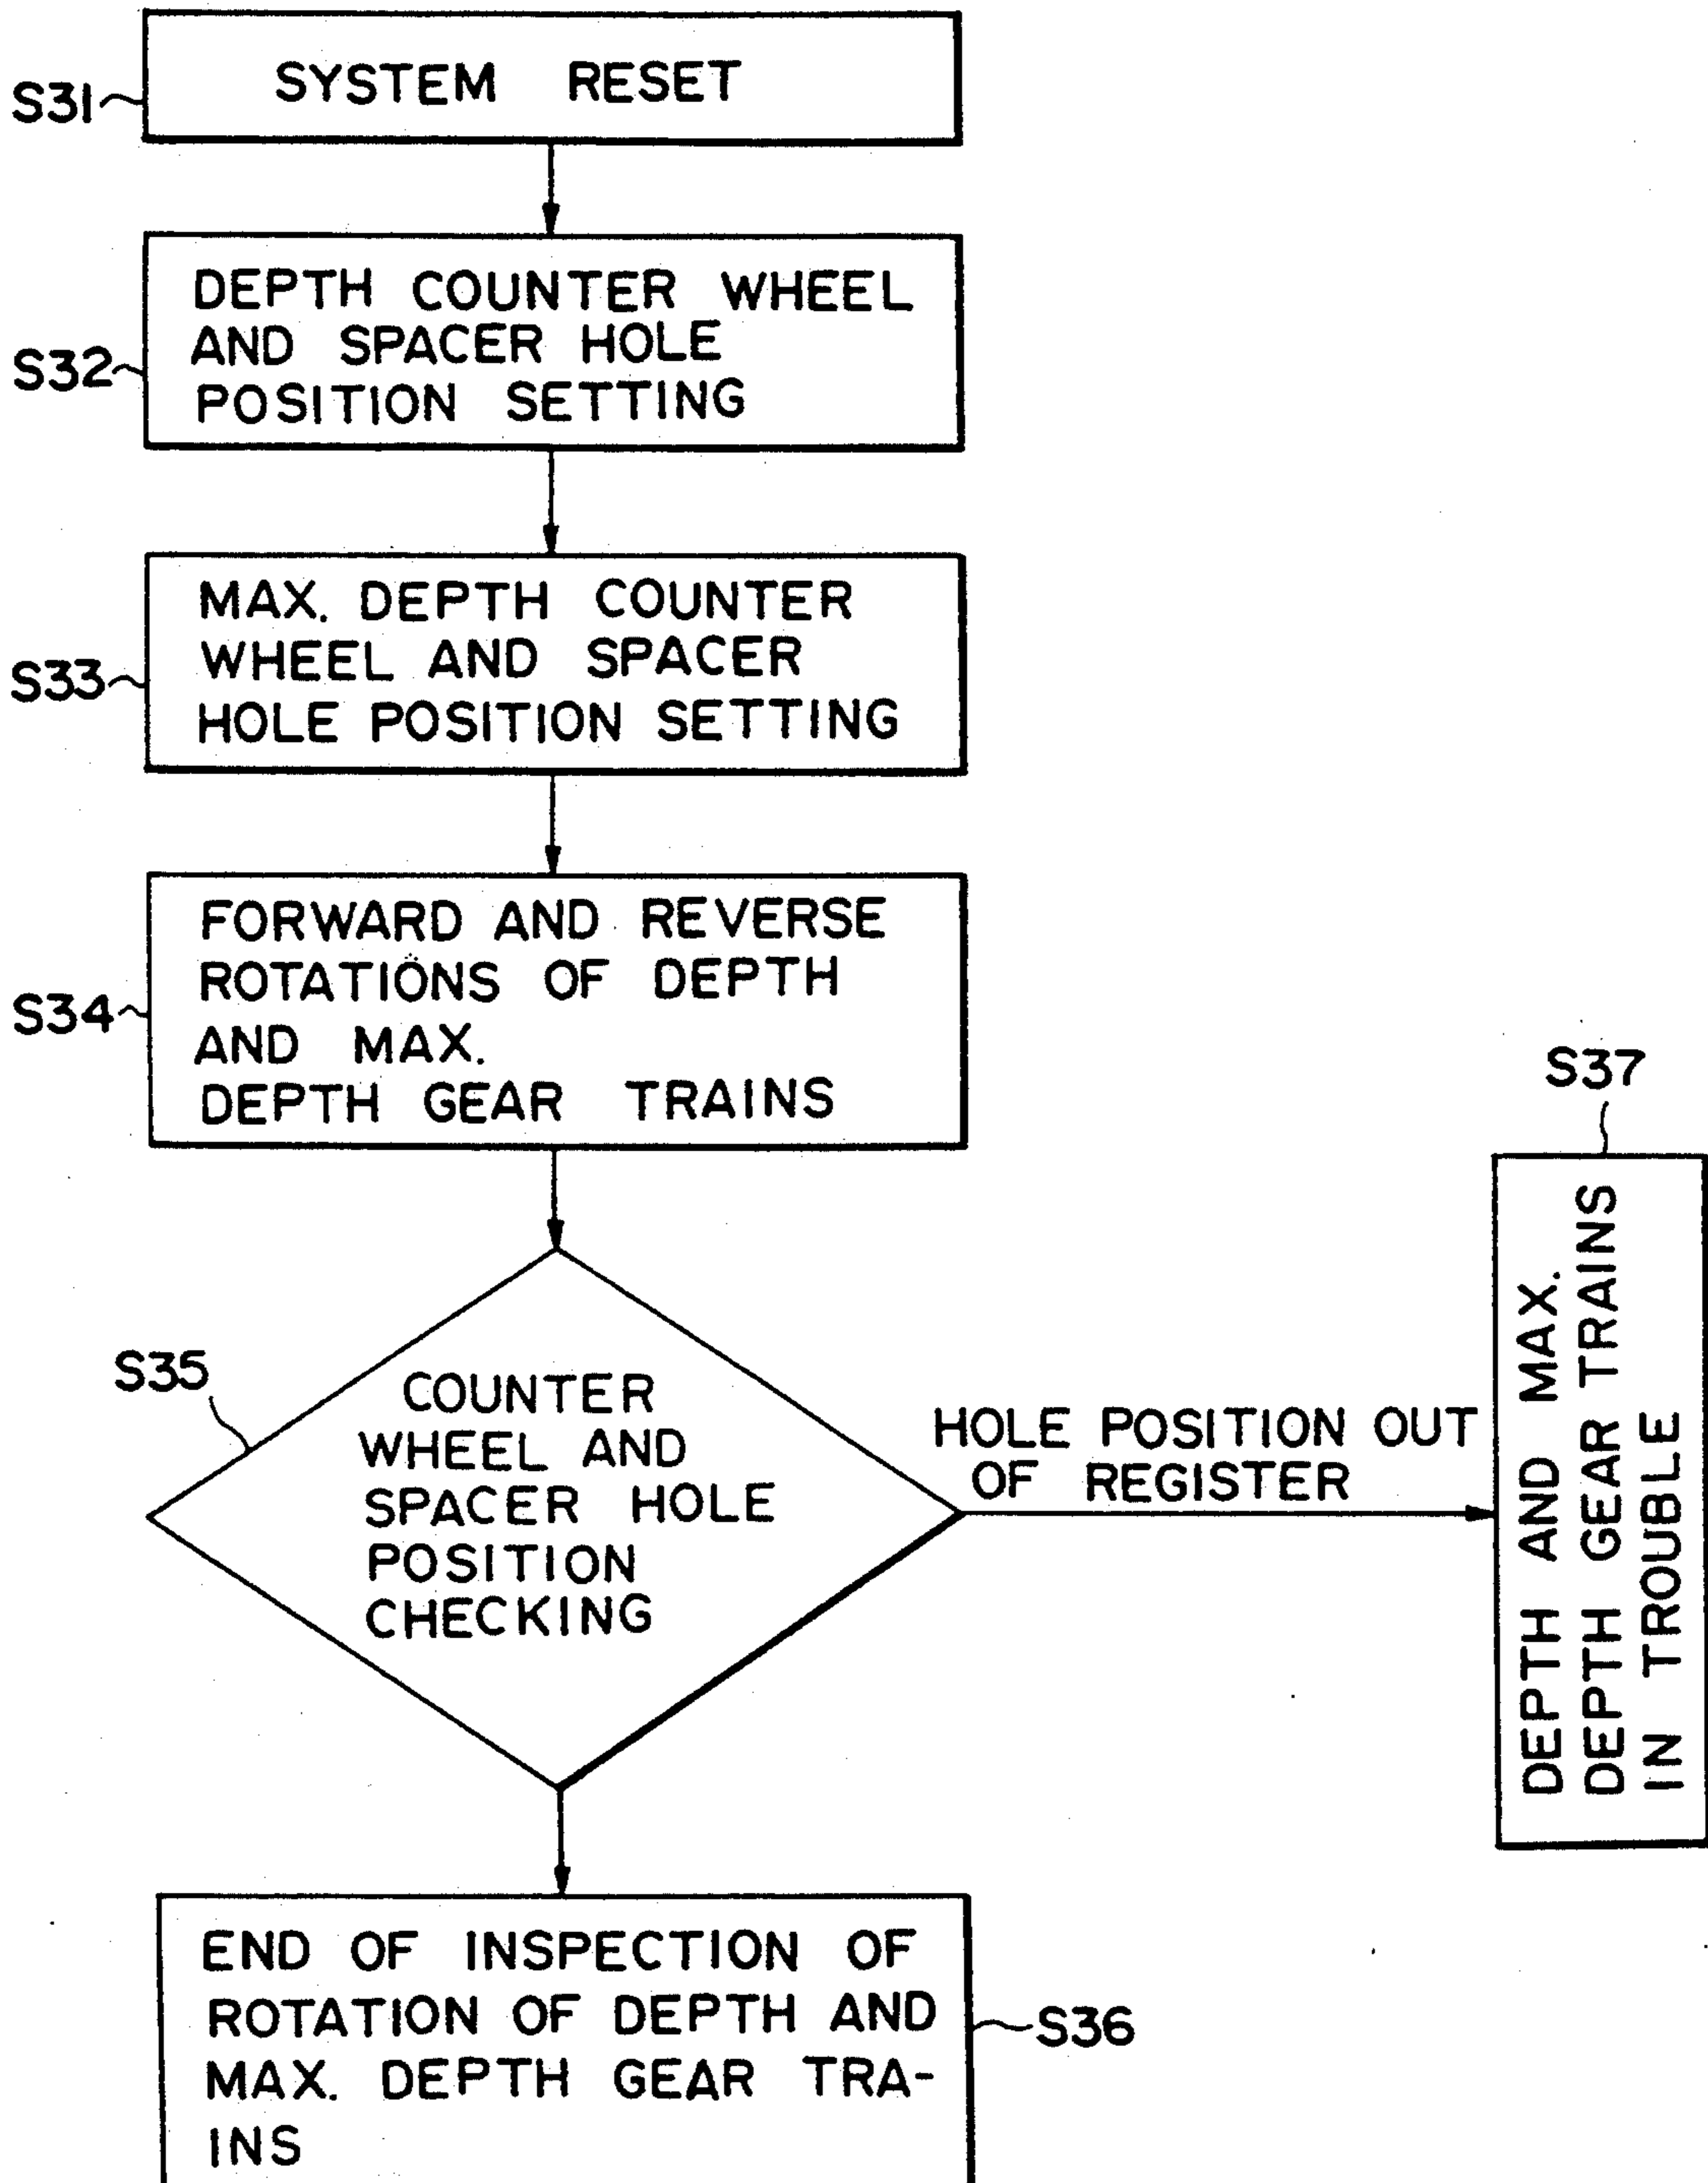 S31
SYSTEM RESET
S32
DEPTH COUNTER WHEEL
AND SPACER HOLE
POSITION SETTING
S33
MAX. DEPTH COUNTER
WHEEL AND SPACER
HOLE POSITION SETTING
S34
FORWARD AND REVERSE
ROTATIONS OF DEPTH
AND MAX.
DEPTH GEAR TRAINS
S35
COUNTER
WHEEL AND
SPACER HOLE
POSITION
CHECKING
HOLE POSITION OUT
OF REGISTER
S37
DEPTH AND MAX.
DEPTH GEAR TRAINS
IN TROUBLE
END OF INSPECTION OF
ROTATION OF DEPTH AND
MAX. DEPTH GEAR TRA-
INS
S36